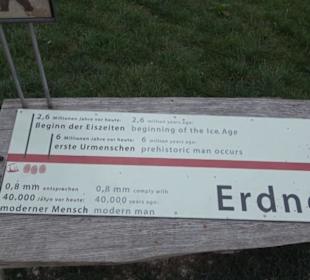 2,6 Millionen Jahre vor heute: 2,6 million years ago:
Beginn der Eiszeiten beginning of the Ice Age
6 Millionen Jahre vor heute: 6 million years ago:
erste Urmenschen prehistoric man occurs
0,8 mm entsprechen 0,8 mm comply with
40.000 Jahre vor heute: 40.000 years ago:
moderner Mensch modern man
Erdne